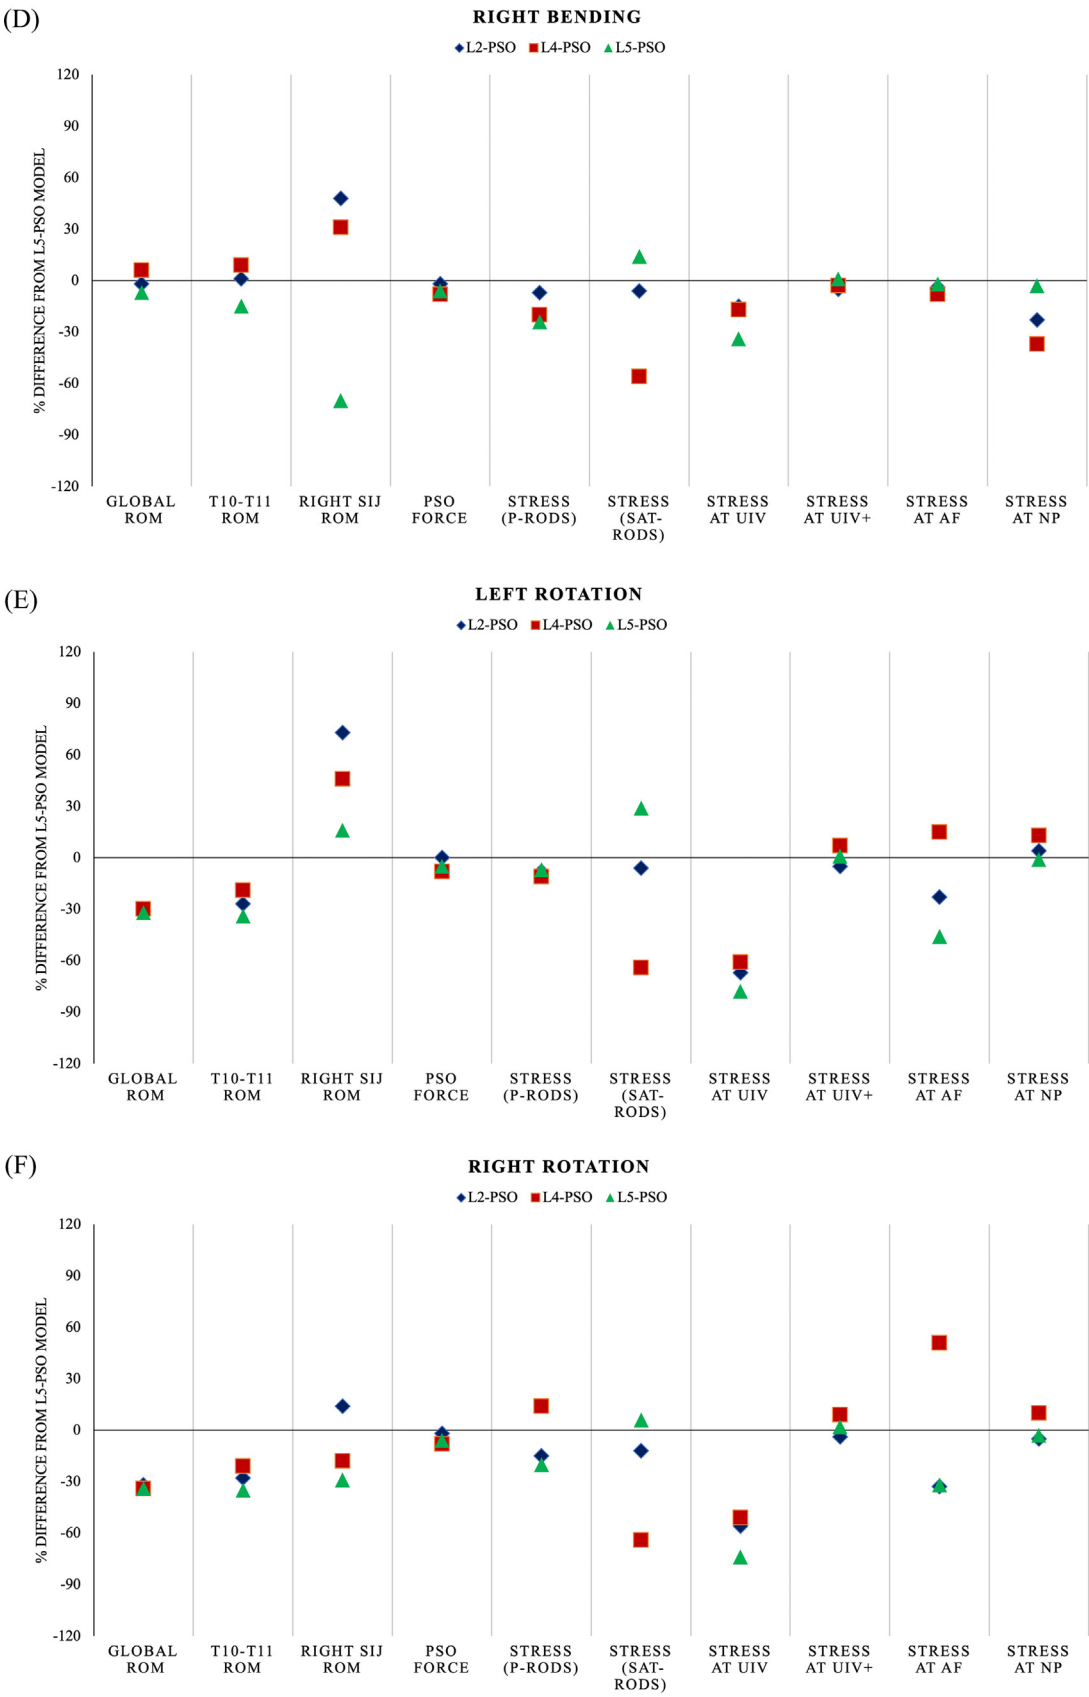 (D)
RIGHT BENDING
L2-PSO L4-PSO L5-PSO
% DIFFERENCE FROM L5-PSO MODEL
120
90
60
30
0
-30
-60
-90
-120
GLOBAL ROM
T10-T11 ROM
RIGHT SIJ ROM
PSO FORCE
STRESS (P-RODS)
STRESS (SAT-RODS)
STRESS AT UIV
STRESS AT UIV+
STRESS AT AF
STRESS AT NP
(E)
LEFT ROTATION
L2-PSO L4-PSO L5-PSO
% DIFFERENCE FROM L5-PSO MODEL
120
90
60
30
0
-30
-60
-90
-120
GLOBAL ROM
T10-T11 ROM
RIGHT SIJ ROM
PSO FORCE
STRESS (P-RODS)
STRESS (SAT-RODS)
STRESS AT UIV
STRESS AT UIV+
STRESS AT AF
STRESS AT NP
(F)
RIGHT ROTATION
L2-PSO L4-PSO L5-PSO
% DIFFERENCE FROM L5-PSO MODEL
120
90
60
30
0
-30
-60
-90
-120
GLOBAL ROM
T10-T11 ROM
RIGHT SIJ ROM
PSO FORCE
STRESS (P-RODS)
STRESS (SAT-RODS)
STRESS AT UIV
STRESS AT UIV+
STRESS AT AF
STRESS AT NP